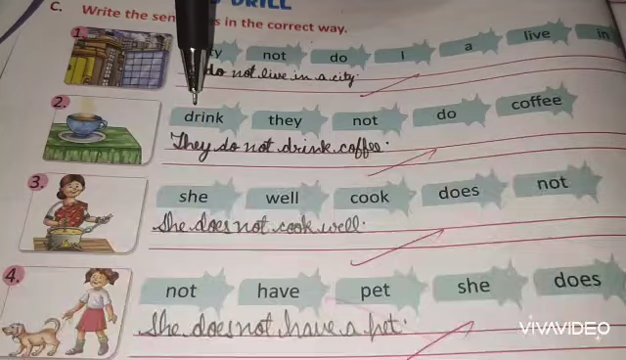 DRILL
C. Write the sen s in the correct way.
1. ty not do I a live in
do not live in a city.
2. drink they not do coffee
They do not drink coffee.
3. she well cook does not
She does not cook well.
4. not have pet she does
She does not have a pet.
VIVAVIDEO